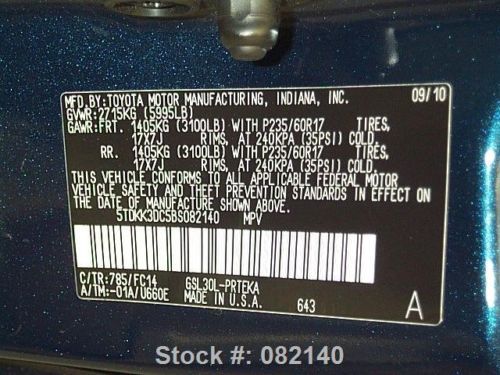 MFD.BY:TOYOTA MOTOR MANUFACTURING, INDIANA, INC. 09/10
GVWR:2715KG (5995LB)
GAWR:FRT. 1405KG (3100LB) WITH P235/60R17 TIRES,
17X7J RIMS, AT 240KPA (35PSI) COLD.
RR. 1405KG (3100LB) WITH P235/60R17 TIRES,
17X7J RIMS, AT 240KPA (35PSI) COLD.
THIS VEHICLE CONFORMS TO ALL APPLICABLE FEDERAL MOTOR
VEHICLE SAFETY AND THEFT PREVENTION STANDARDS IN EFFECT
ON THE DATE OF MANUFACTURE SHOWN ABOVE.
5TDKK3DC5BS082140 MPV
C/TR:785/FC14 GSL30L-PRTEKA
A/TM:-01A/U660E MADE IN U.S.A. 643 A
Stock #: 082140